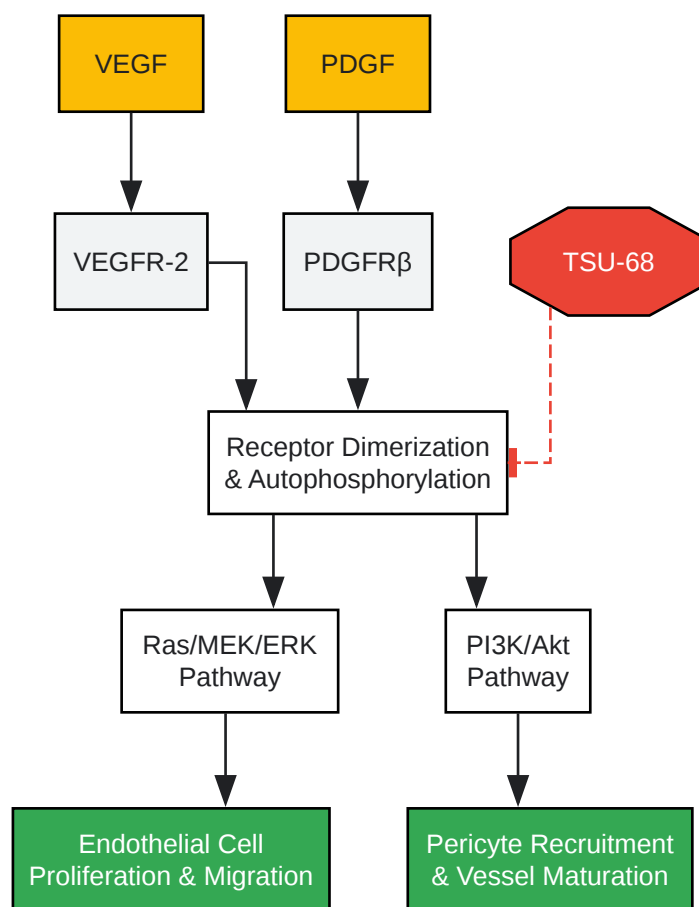 VEGF
PDGF
VEGFR-2
PDGFRβ
TSU-68
Receptor Dimerization
& Autophosphorylation
Ras/MEK/ERK
Pathway
PI3K/Akt
Pathway
Endothelial Cell
Proliferation & Migration
Pericyte Recruitment
& Vessel Maturation